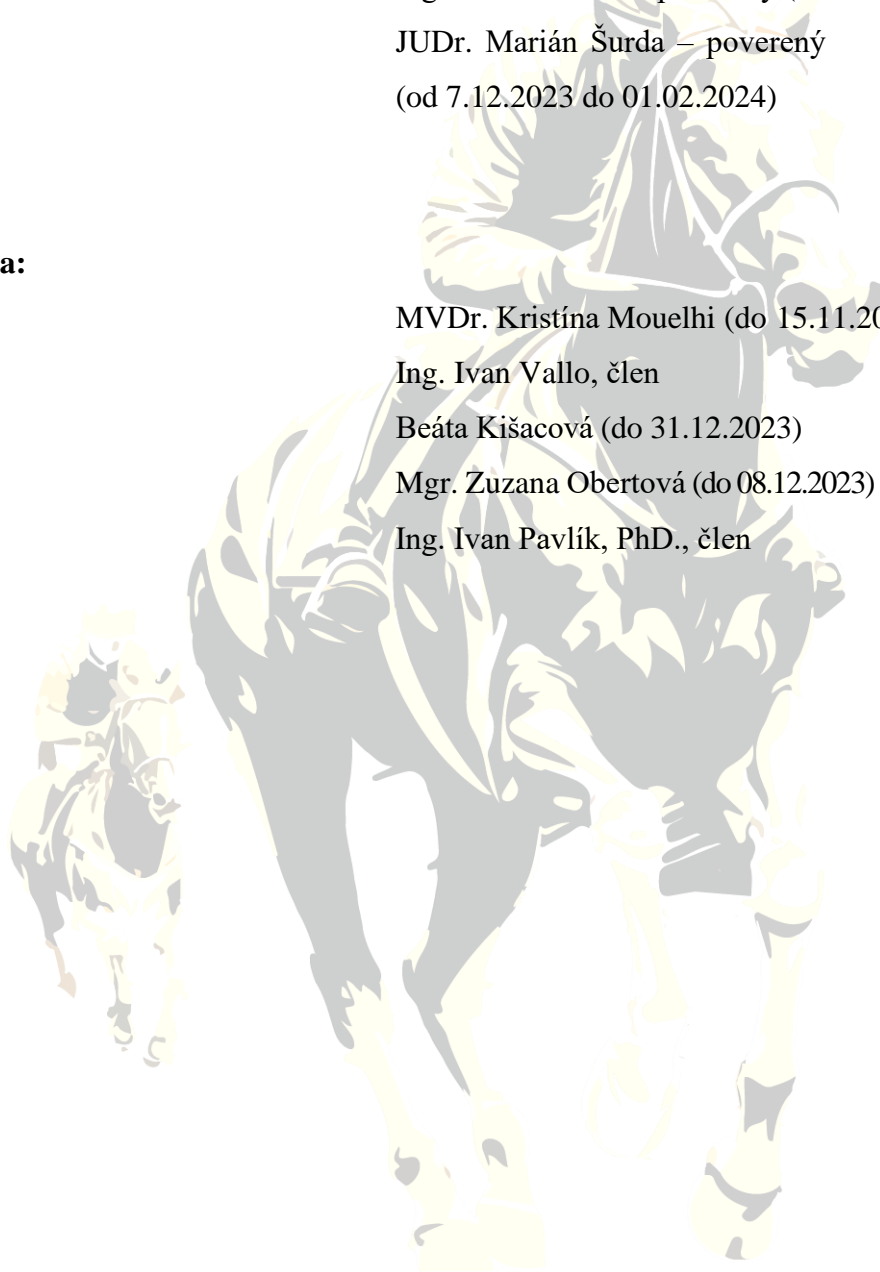 JUDr. Marián Šurda – poverený
(od 7.12.2023 do 01.02.2024)
a:
MVDr. Kristína Mouelhi (do 15.11.20
Ing. Ivan Vallo, člen
Beáta Kišacová (do 31.12.2023)
Mgr. Zuzana Obertová (do 08.12.2023)
Ing. Ivan Pavlík, PhD., člen